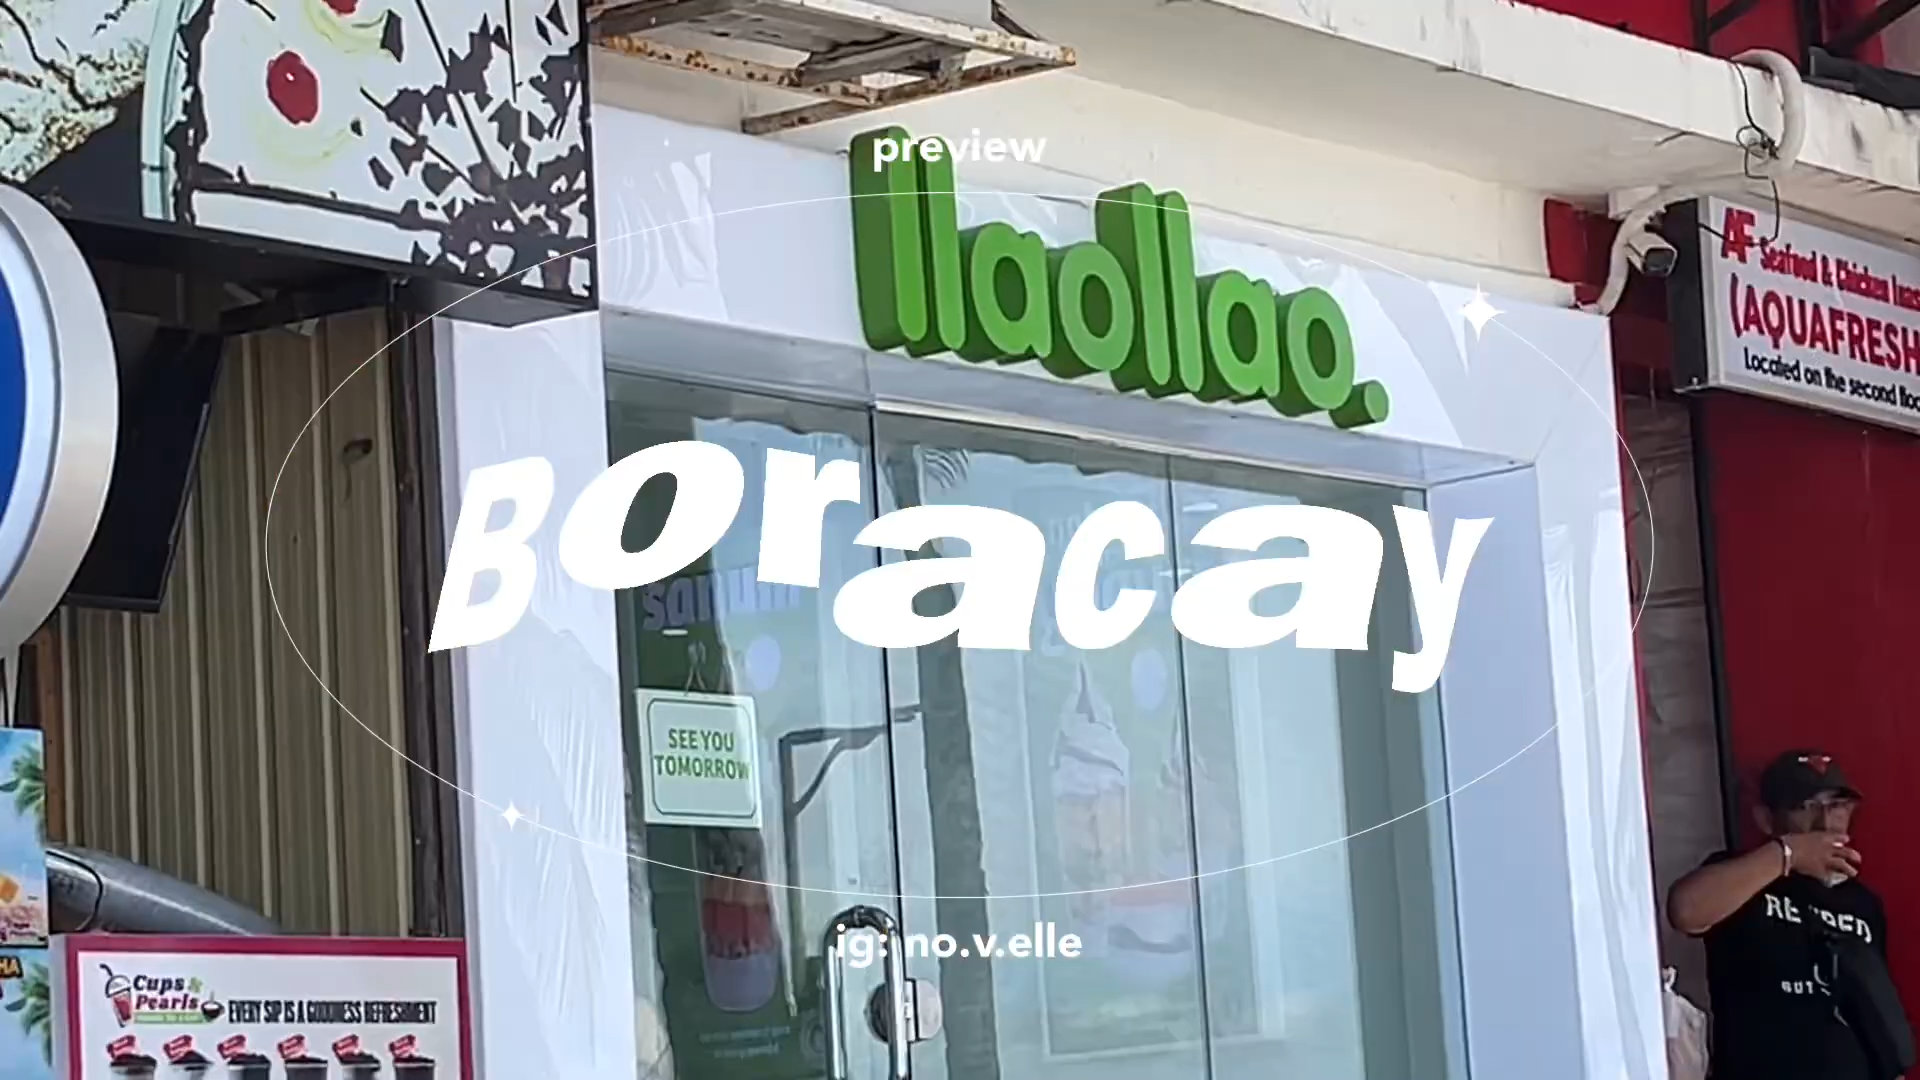 preview
llaollao.
AF Seafood & Chicken
(AQUAFRESH
Located on the second
Boracay
SEE YOU
TOMORROW
ig: no.v.elle
Cups &
Pearls
EVERY SIP IS A GOODNESS REFRESHMENT
BUT